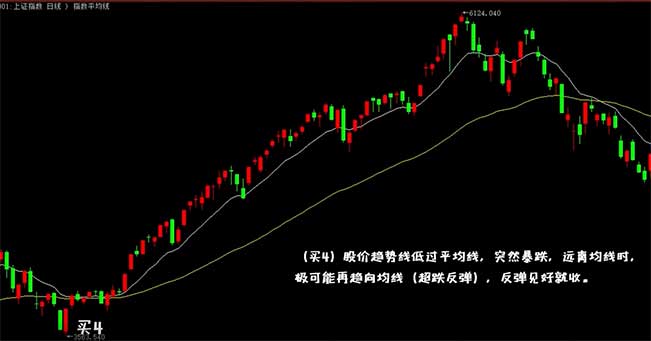 001:上证指数 日线 》 指数平均线
←6124.040
(买4) 股价趋势线低过平均线, 突然暴跌, 远离均线时,
极可能再趋向均线 (超跌反弹), 反弹见好就收。
买4
←3563.540